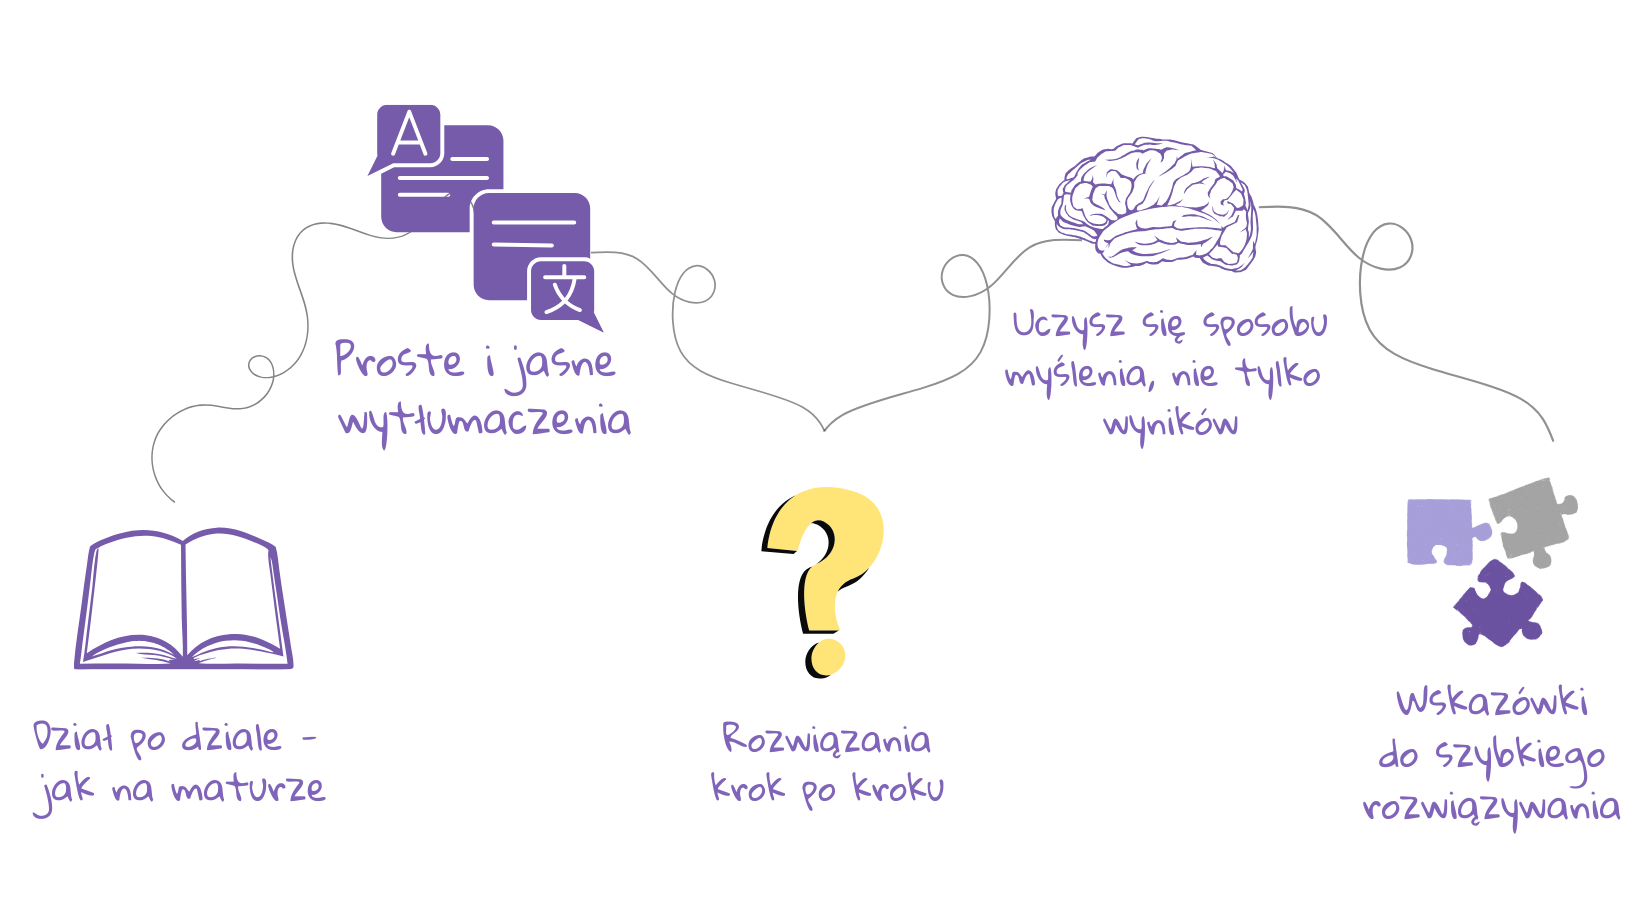 A
文
Proste i jasne
wytłumaczenia
Uczysz się sposobu
myślenia, nie tylko
wyników
Dział po dziale -
jak na maturze
?
Rozwiązania
krok po kroku
Wskazówki
do szybkiego
rozwiązywania